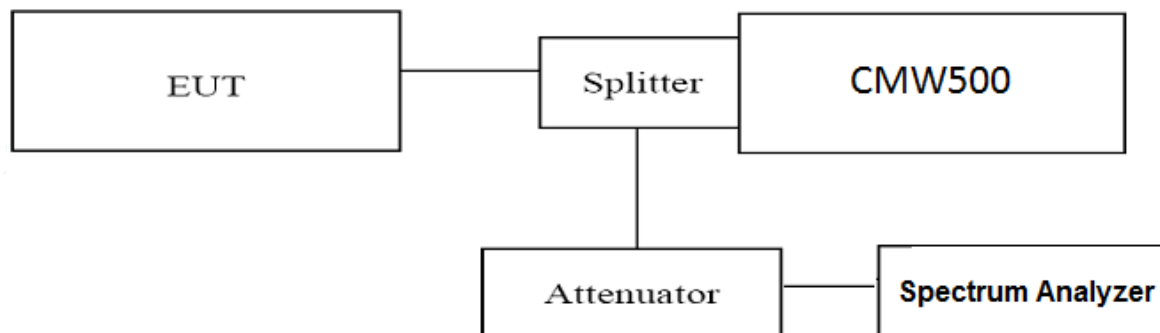 EUT
Splitter
CMW500
Attenuator
Spectrum Analyzer